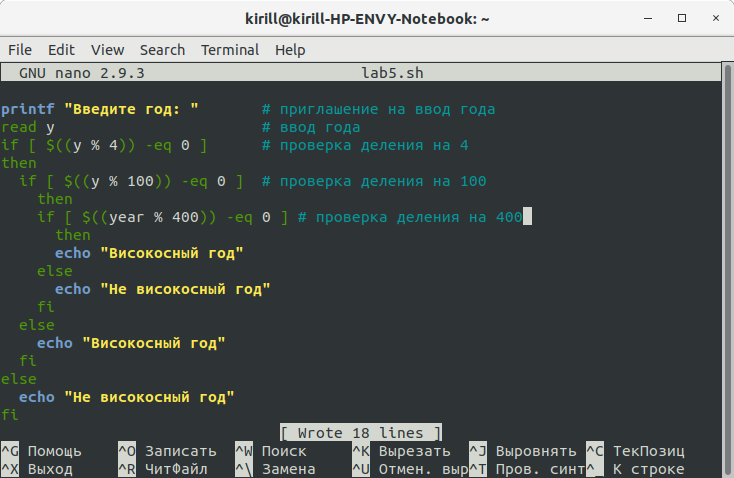 kirill@kirill-HP-ENVY-Notebook: ~
File Edit View Search Terminal Help
GNU nano 2.9.3 lab5.sh
printf "Введите год: " # приглашение на ввод года
read y # ввод года
if [ $((y % 4)) -eq 0 ] # проверка деления на 4
then
if [ $((y % 100)) -eq 0 ] # проверка деления на 100
then
if [ $((year % 400)) -eq 0 ] # проверка деления на 400
then
echo "Високосный год"
else
echo "Не високосный год"
fi
else
echo "Високосный год"
fi
else
echo "Не високосный год"
fi
[ Wrote 18 lines ]
^G Помощь ^O Записать ^W Поиск ^K Вырезать ^J Выровнять ^C ТекПозиц
^X Выход ^R ЧитФайл ^\ Замена ^U Отмен. выр ^T Пров. синт ^_ К строке